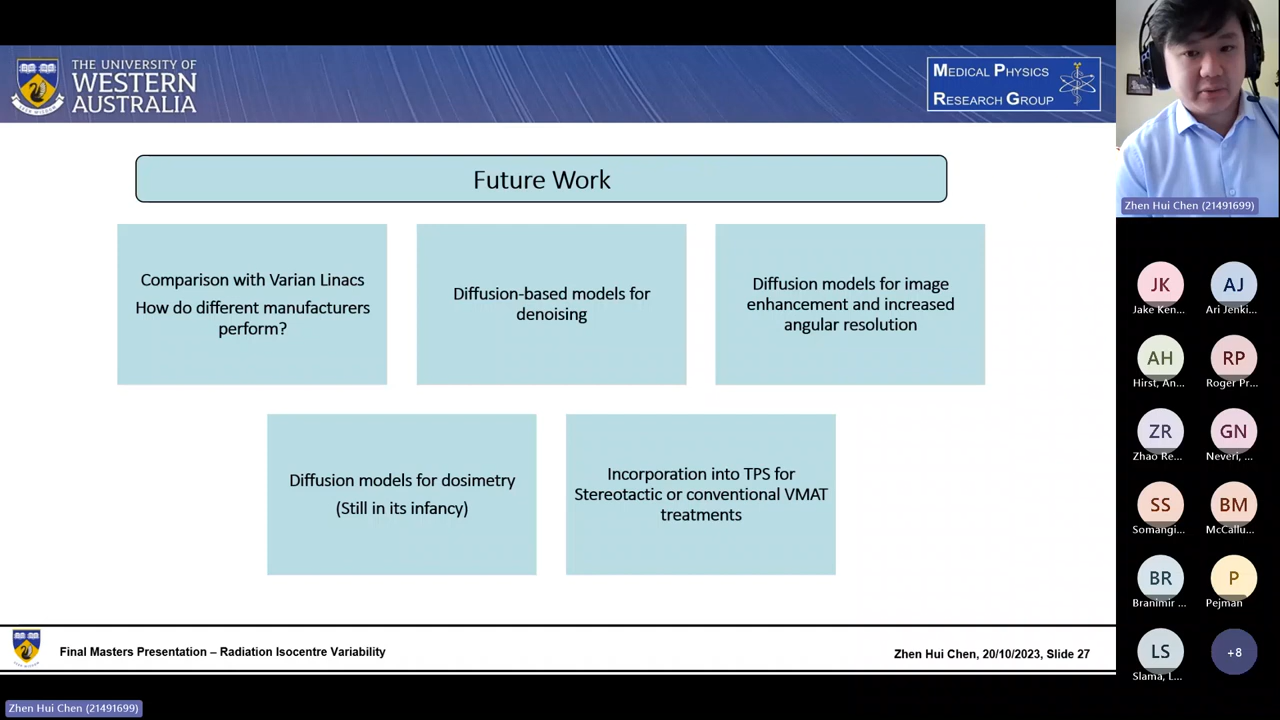 THE UNIVERSITY OF
WESTERN
AUSTRALIA
MEDICAL PHYSICS
RESEARCH GROUP
Future Work
Comparison with Varian Linacs
How do different manufacturers
perform?
Diffusion-based models for
denoising
Diffusion models for image
enhancement and increased
angular resolution
Diffusion models for dosimetry
(Still in its infancy)
Incorporation into TPS for
Stereotactic or conventional VMAT
treatments
Final Masters Presentation – Radiation Isocentre Variability
Zhen Hui Chen, 20/10/2023, Slide 27
Zhen Hui Chen (21491699)
Zhen Hui Chen (21491699)
JK
Jake Ken...
AJ
Ari Jenki...
AH
Hirst, An...
RP
Roger Pr...
ZR
Zhao Re...
GN
Neveri, ...
SS
Somangi...
BM
McCallu...
BR
Branimir ...
P
Pejman
LS
Slama, L...
+8